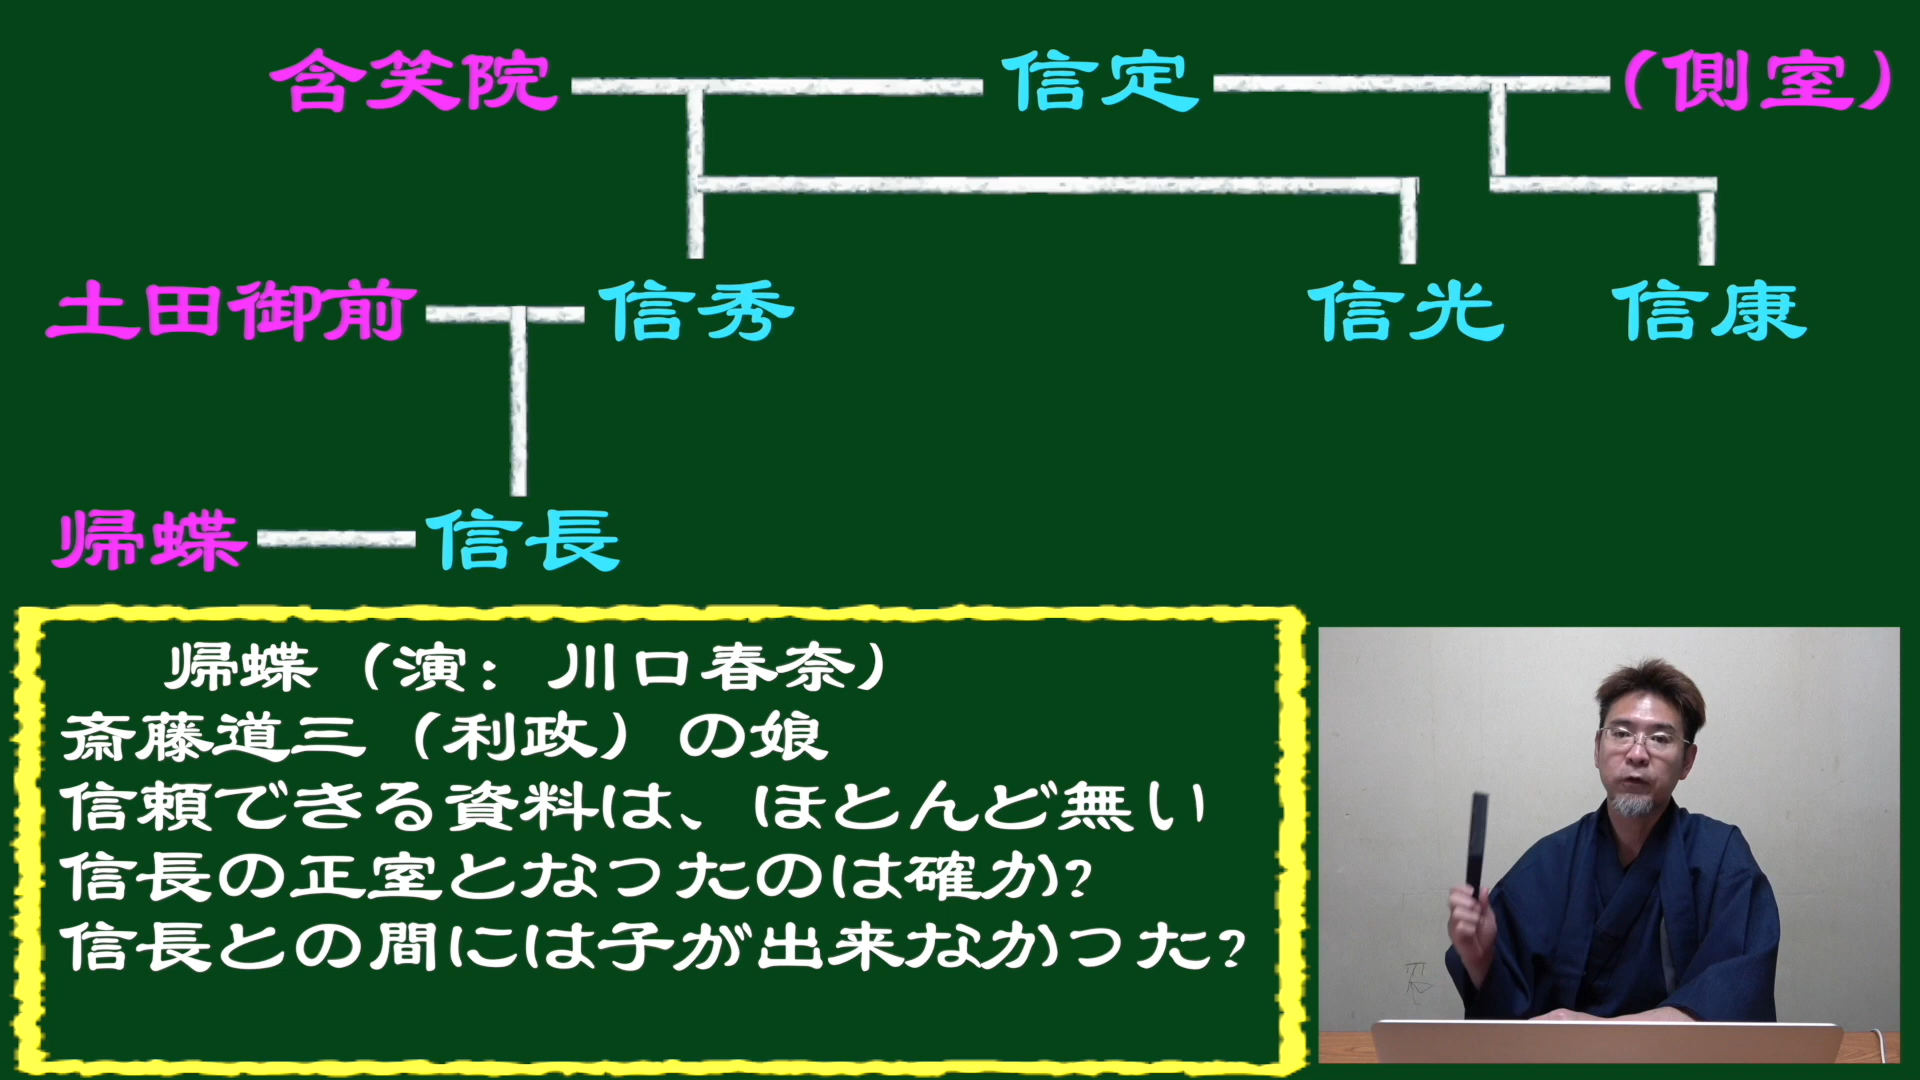 含笑院 信定 （側室）
土田御前 信秀 信光 信康
帰蝶 信長
帰蝶（演：川口春奈）
斎藤道三（利政）の娘
信頼できる資料は、ほとんど無い
信長の正室となったのは確か?
信長との間には子が出来なかった?